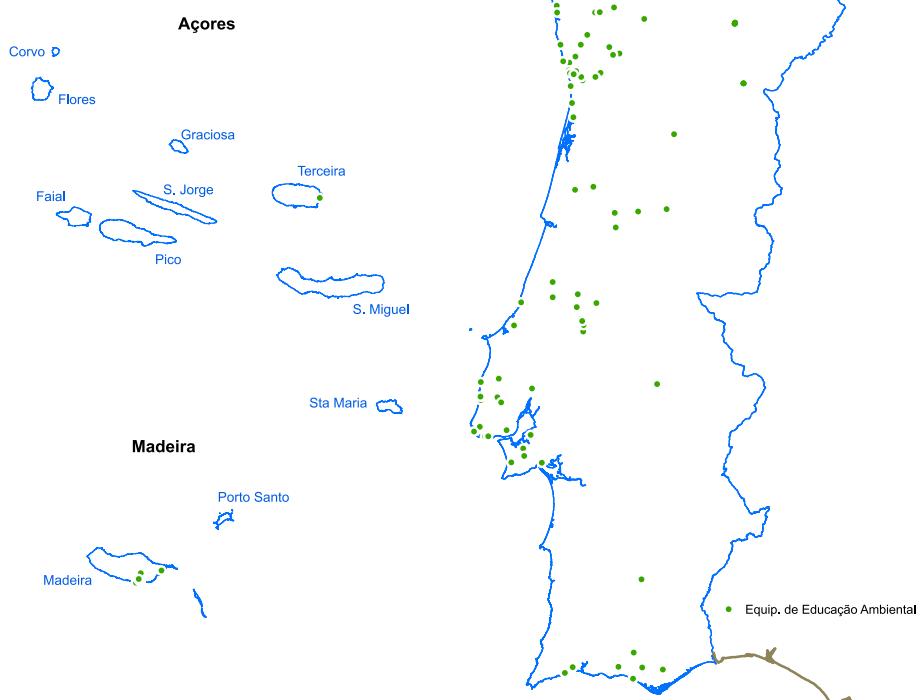 Açores
Corvo
Flores
Graciosa
Terceira
S. Jorge
Faial
Pico
S. Miguel
Sta Maria
Madeira
Porto Santo
Madeira
Equip. de Educação Ambiental